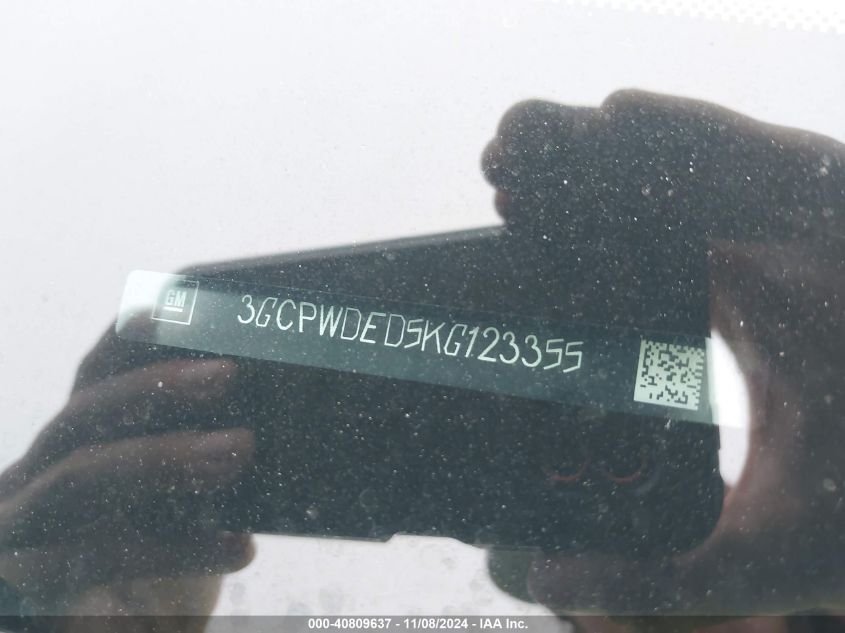 GM
3GCPWDED5KG123355
000-40809637 - 11/08/2024 - IAA Inc.